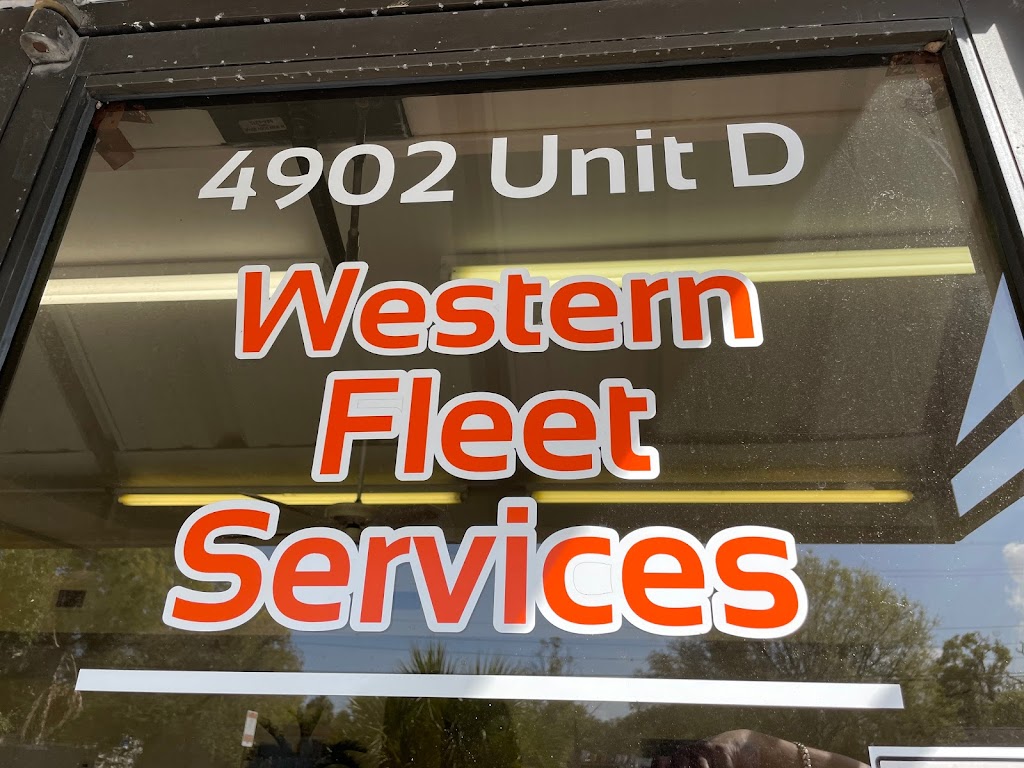 4902 Unit D
Western
Fleet
Services